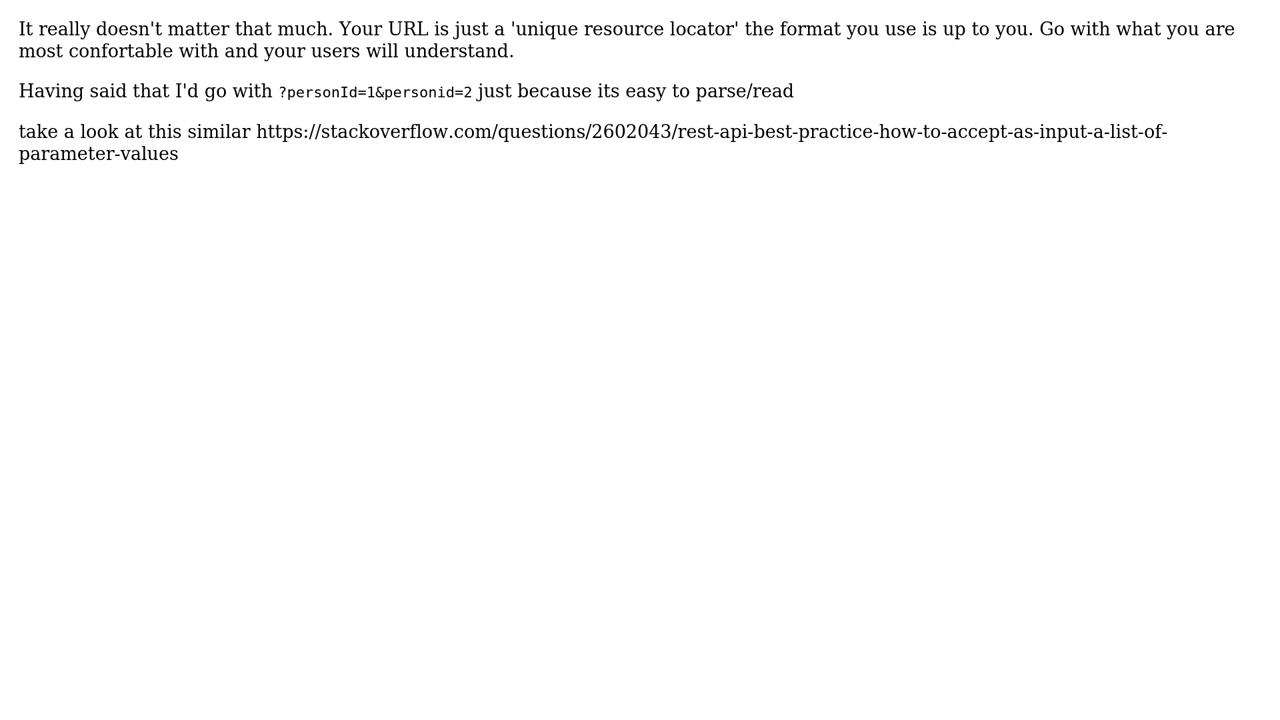 It really doesn't matter that much. Your URL is just a 'unique resource locator' the format you use is up to you. Go with what you are
most confortable with and your users will understand.
Having said that I'd go with ?personId=1&personid=2 just because its easy to parse/read
take a look at this similar https://stackoverflow.com/questions/2602043/rest-api-best-practice-how-to-accept-as-input-a-list-of-
parameter-values